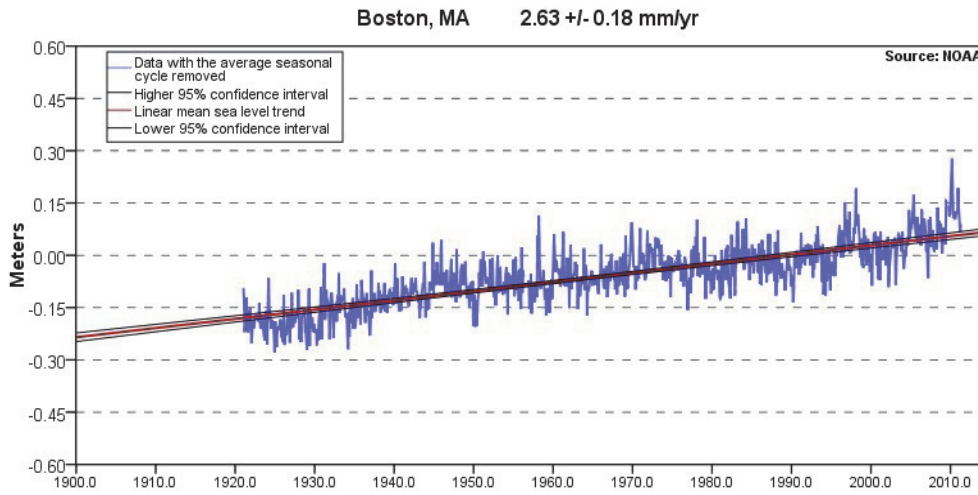 Boston, MA 2.63 +/- 0.18 mm/yr
Source: NOAA
Data with the average seasonal
cycle removed
Higher 95% confidence interval
Linear mean sea level trend
Lower 95% confidence interval
Meters
0.60
0.45
0.30
0.15
0.00
-0.15
-0.30
-0.45
-0.60
1900.0 1910.0 1920.0 1930.0 1940.0 1950.0 1960.0 1970.0 1980.0 1990.0 2000.0 2010.0